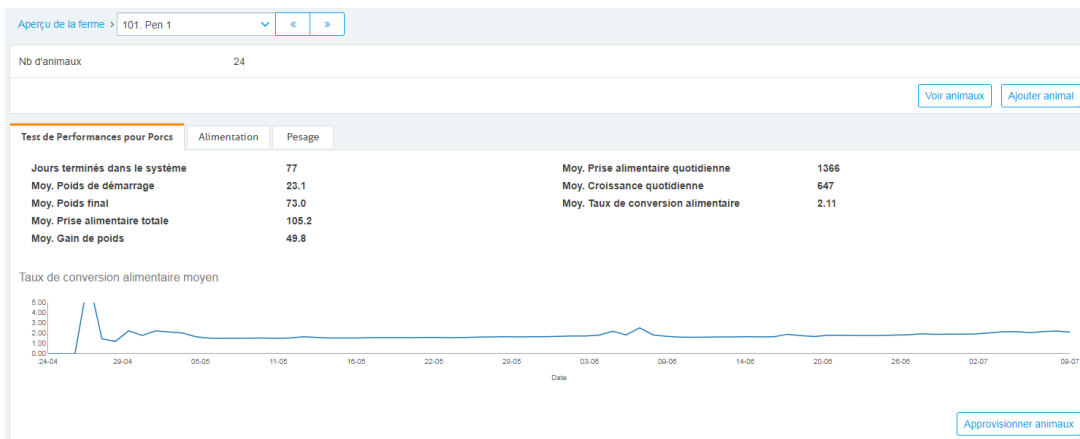 Aperçu de la ferme > 101. Pen 1 « »
Nb d'animaux 24
Voir animaux Ajouter animal
Test de Performances pour Porcs Alimentation Pesage
Jours terminés dans le système 77 Moy. Prise alimentaire quotidienne 1366
Moy. Poids de démarrage 23.1 Moy. Croissance quotidienne 647
Moy. Poids final 73.0 Moy. Taux de conversion alimentaire 2.11
Moy. Prise alimentaire totale 105.2
Moy. Gain de poids 49.8
Taux de conversion alimentaire moyen
5.00
4.00
3.00
2.00
1.00
0.00
24-04 29-04 05-05 11-05 16-05 22-05 28-05 03-06 09-06 14-06 20-06 26-06 02-07 09-07
Date
Approvisionner animaux